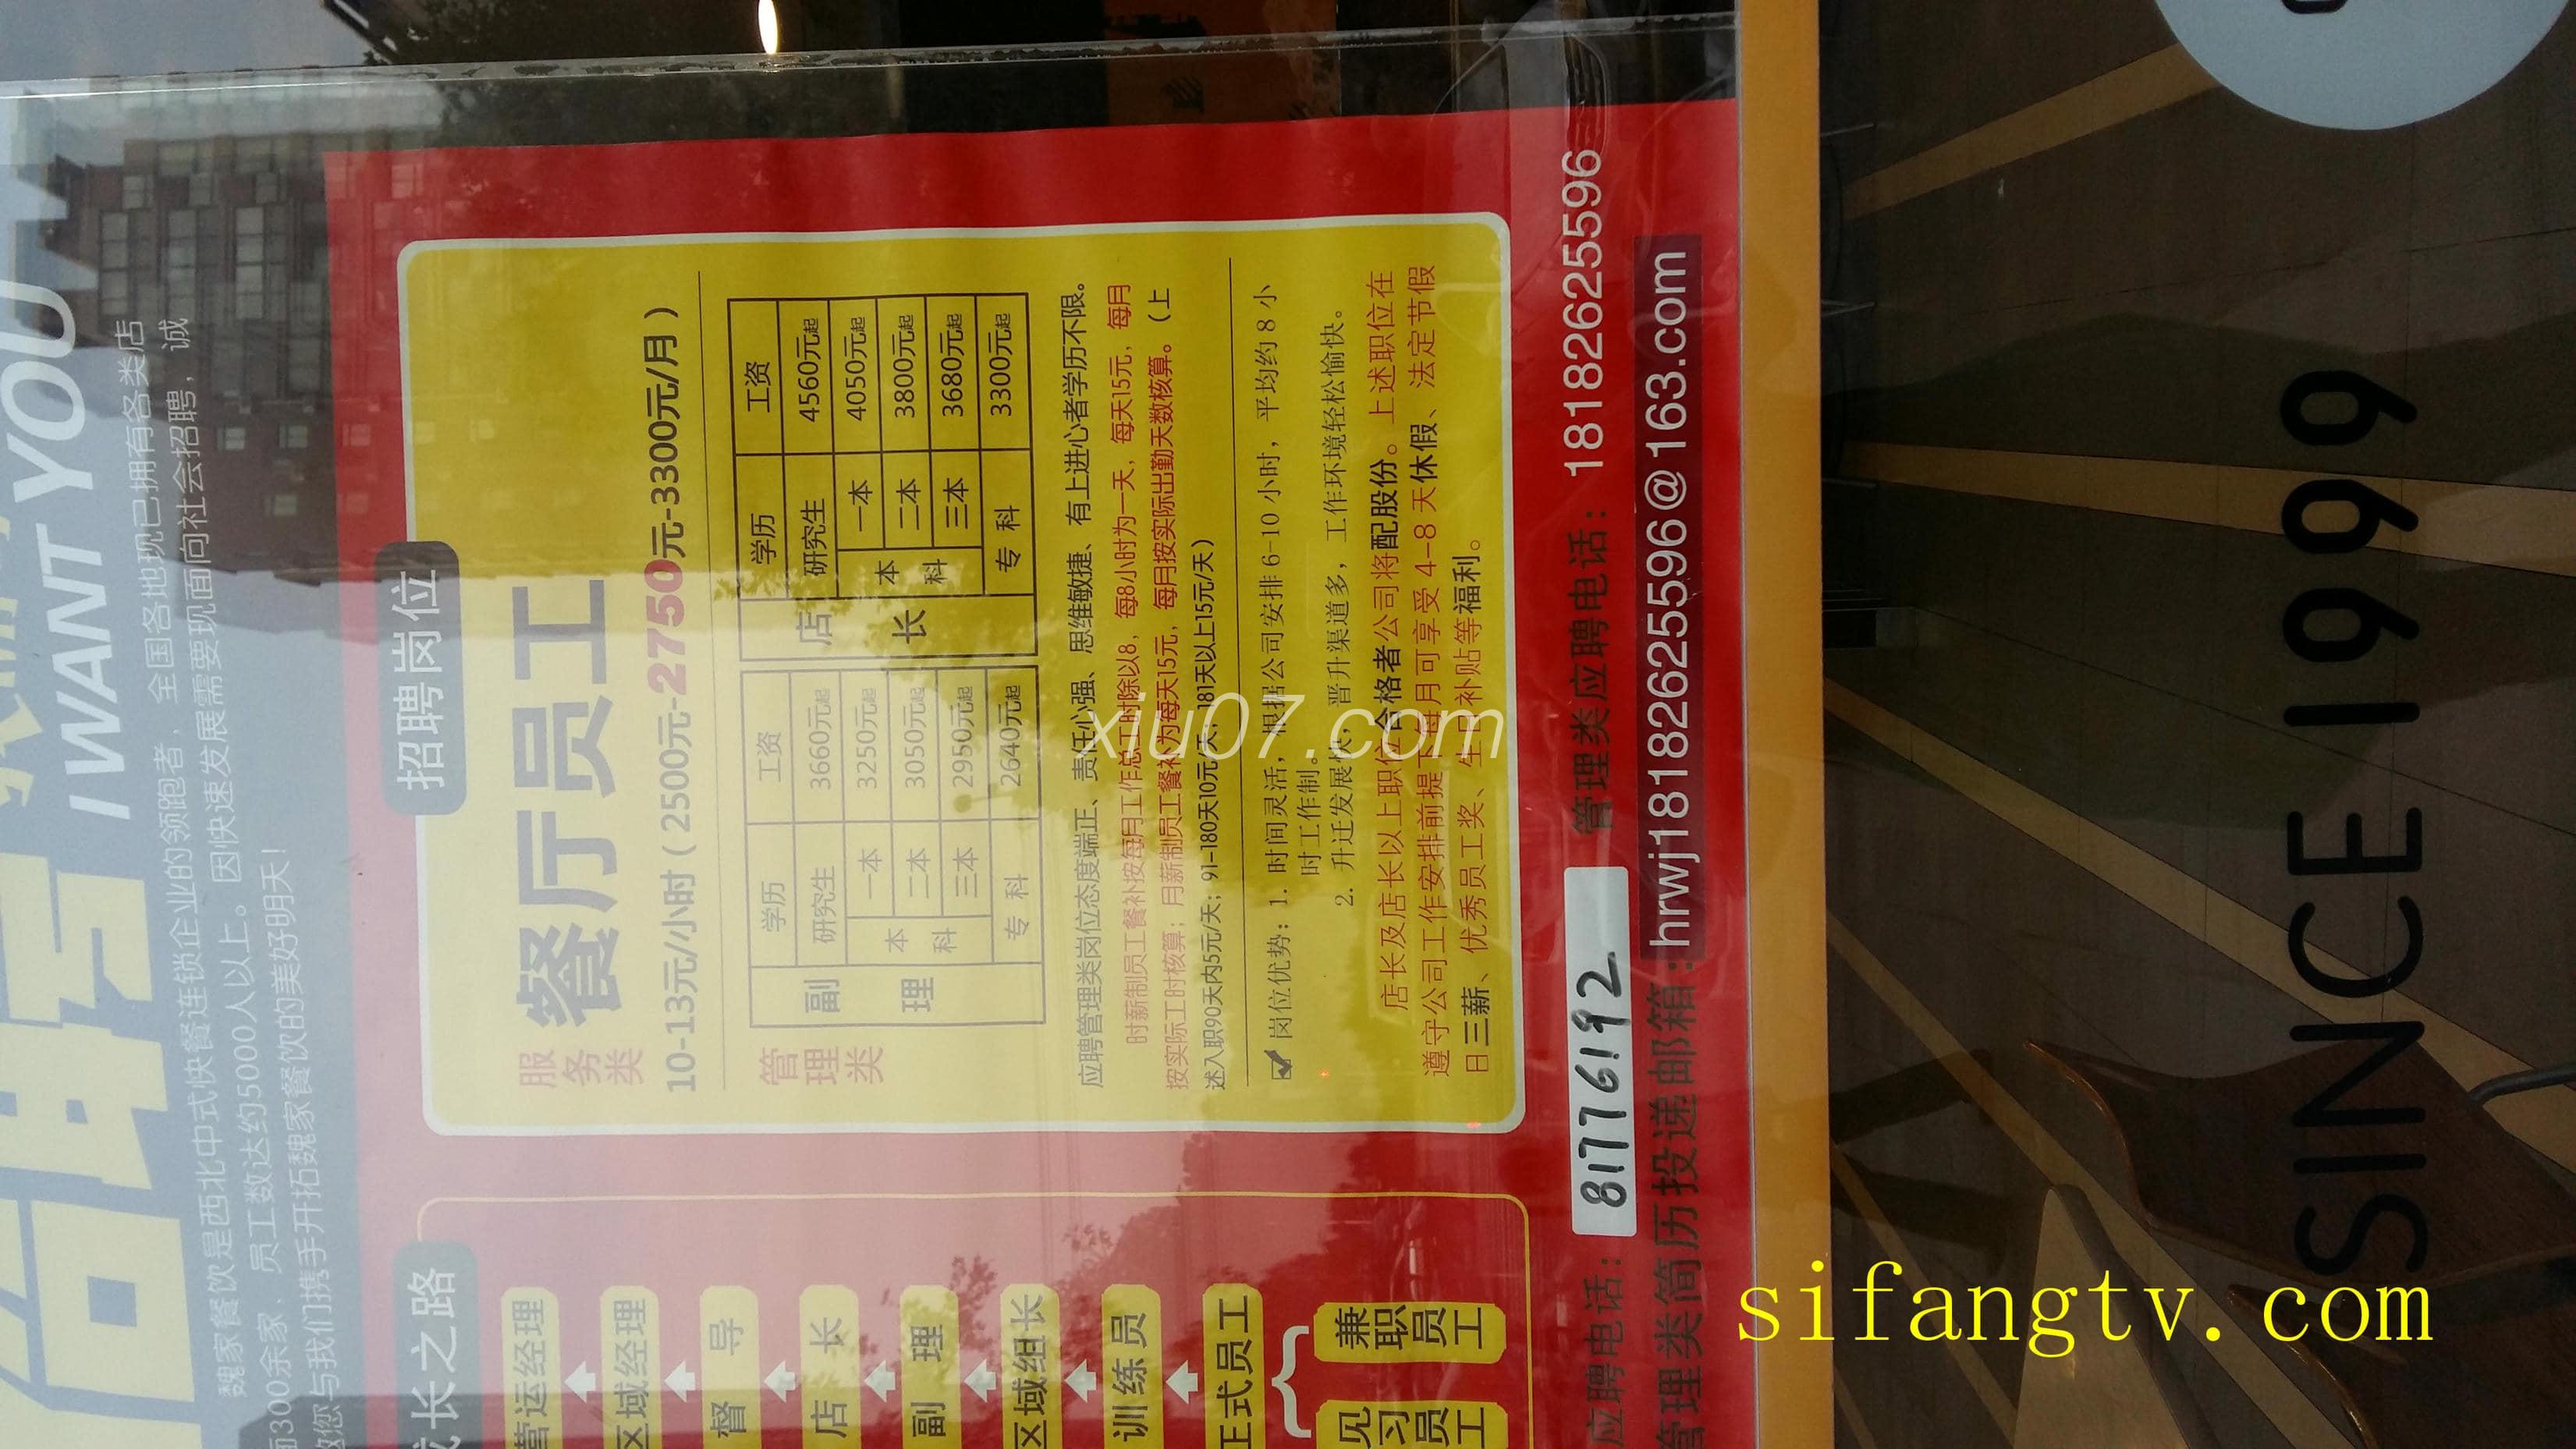 I WANT YOU
魏家餐饮是西北中式快餐连锁企业的领跑者，全国各地现已拥有各类店
300余家、员工数达约5000人以上。因快速发展需要现面向社会招聘，诚
您与我们携手开拓魏家餐饮的美好明天！
长之路
营运经理
区域经理
督 导
店 长
副 理
区域组长
训 练 员
正式员工
见习员工
兼职员工
招聘岗位
服务类
餐厅员工
10-13元/小时（2500元-2750元-3300元/月）
管理类
副理
学历 工资
研究生 3660元起
本科 一本 3250元起
二本 3050元起
三本 2950元起
专 科 2640元起
店长
学历 工资
研究生 4560元起
本科 一本 4050元起
二本 3800元起
三本 3680元起
专 科 3300元起
应聘管理类岗位态度端正、责任心强、思维敏捷、有上进心者学历不限。
时薪制员工餐补按每月工作总工时除以8，每8小时为一天，每天15元，每月
按实际工时核算；月薪制员工餐补为每天15元，每月按实际出勤天数核算。（上
述入职90天内5元/天；91-180天10元/天；181天以上15元/天）
岗位优势：1. 时间灵活，根据公司安排 6-10 小时，平均约 8 小
时工作制。
2. 升迁发展快，晋升渠道多，工作环境轻松愉快。
店长及店长以上职位合格者公司将配股份。上述职位在
遵守公司工作安排前提下每月可享受 4-8 天休假、法定节假
日三薪、优秀员工奖、生日补贴等福利。
应聘电话：81776192 管理类应聘电话：18182625596
管理类简历投递邮箱：hrwj18182625596@163.com
SINCE 1999
xiu07.com
sifangtv.com